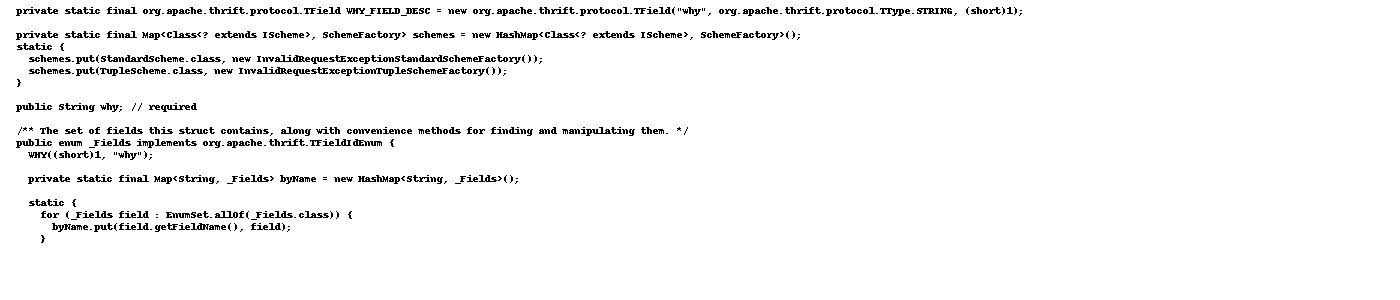 private static final org.apache.thrift.protocol.TField WHY_FIELD_DESC = new org.apache.thrift.protocol.TField("why", org.apache.thrift.protocol.TType.STRING, (short)1);

private static final Map<Class<? extends IScheme>, SchemeFactory> schemes = new HashMap<Class<? extends IScheme>, SchemeFactory>();
static {
  schemes.put(StandardScheme.class, new InvalidRequestExceptionStandardSchemeFactory());
  schemes.put(TupleScheme.class, new InvalidRequestExceptionTupleSchemeFactory());
}

public String why; // required

/** The set of fields this struct contains, along with convenience methods for finding and manipulating them. */
public enum _Fields implements org.apache.thrift.TFieldIdEnum {
  WHY((short)1, "why");

  private static final Map<String, _Fields> byName = new HashMap<String, _Fields>();

  static {
    for (_Fields field : EnumSet.allOf(_Fields.class)) {
      byName.put(field.getFieldName(), field);
    }